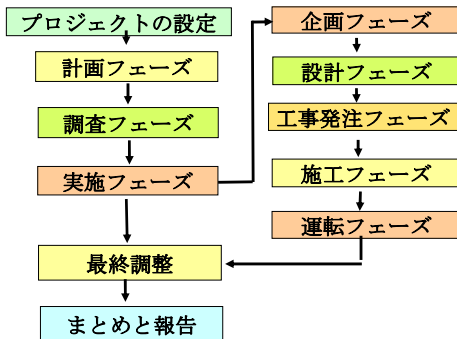 プロジェクトの設定
計画フェーズ
調査フェーズ
実施フェーズ
最終調整
まとめと報告
企画フェーズ
設計フェーズ
工事発注フェーズ
施工フェーズ
運転フェーズ